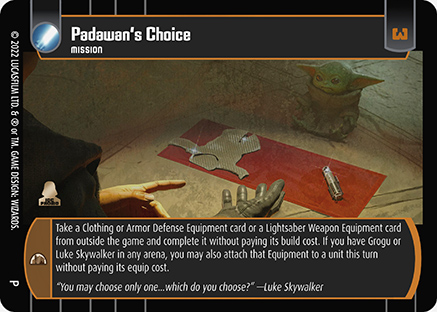 Padawan's Choice
MISSION
© 2022 LUCASFILM LTD. & ® OR TM. GAME DESIGN: WIZARDS.
P
Take a Clothing or Armor Defense Equipment card or a Lightsaber Weapon Equipment card
from outside the game and complete it without paying its build cost. If you have Grogu or
Luke Skywalker in any arena, you may also attach that Equipment to a unit this turn
without paying its equip cost.
"You may choose only one...which do you choose?" —Luke Skywalker